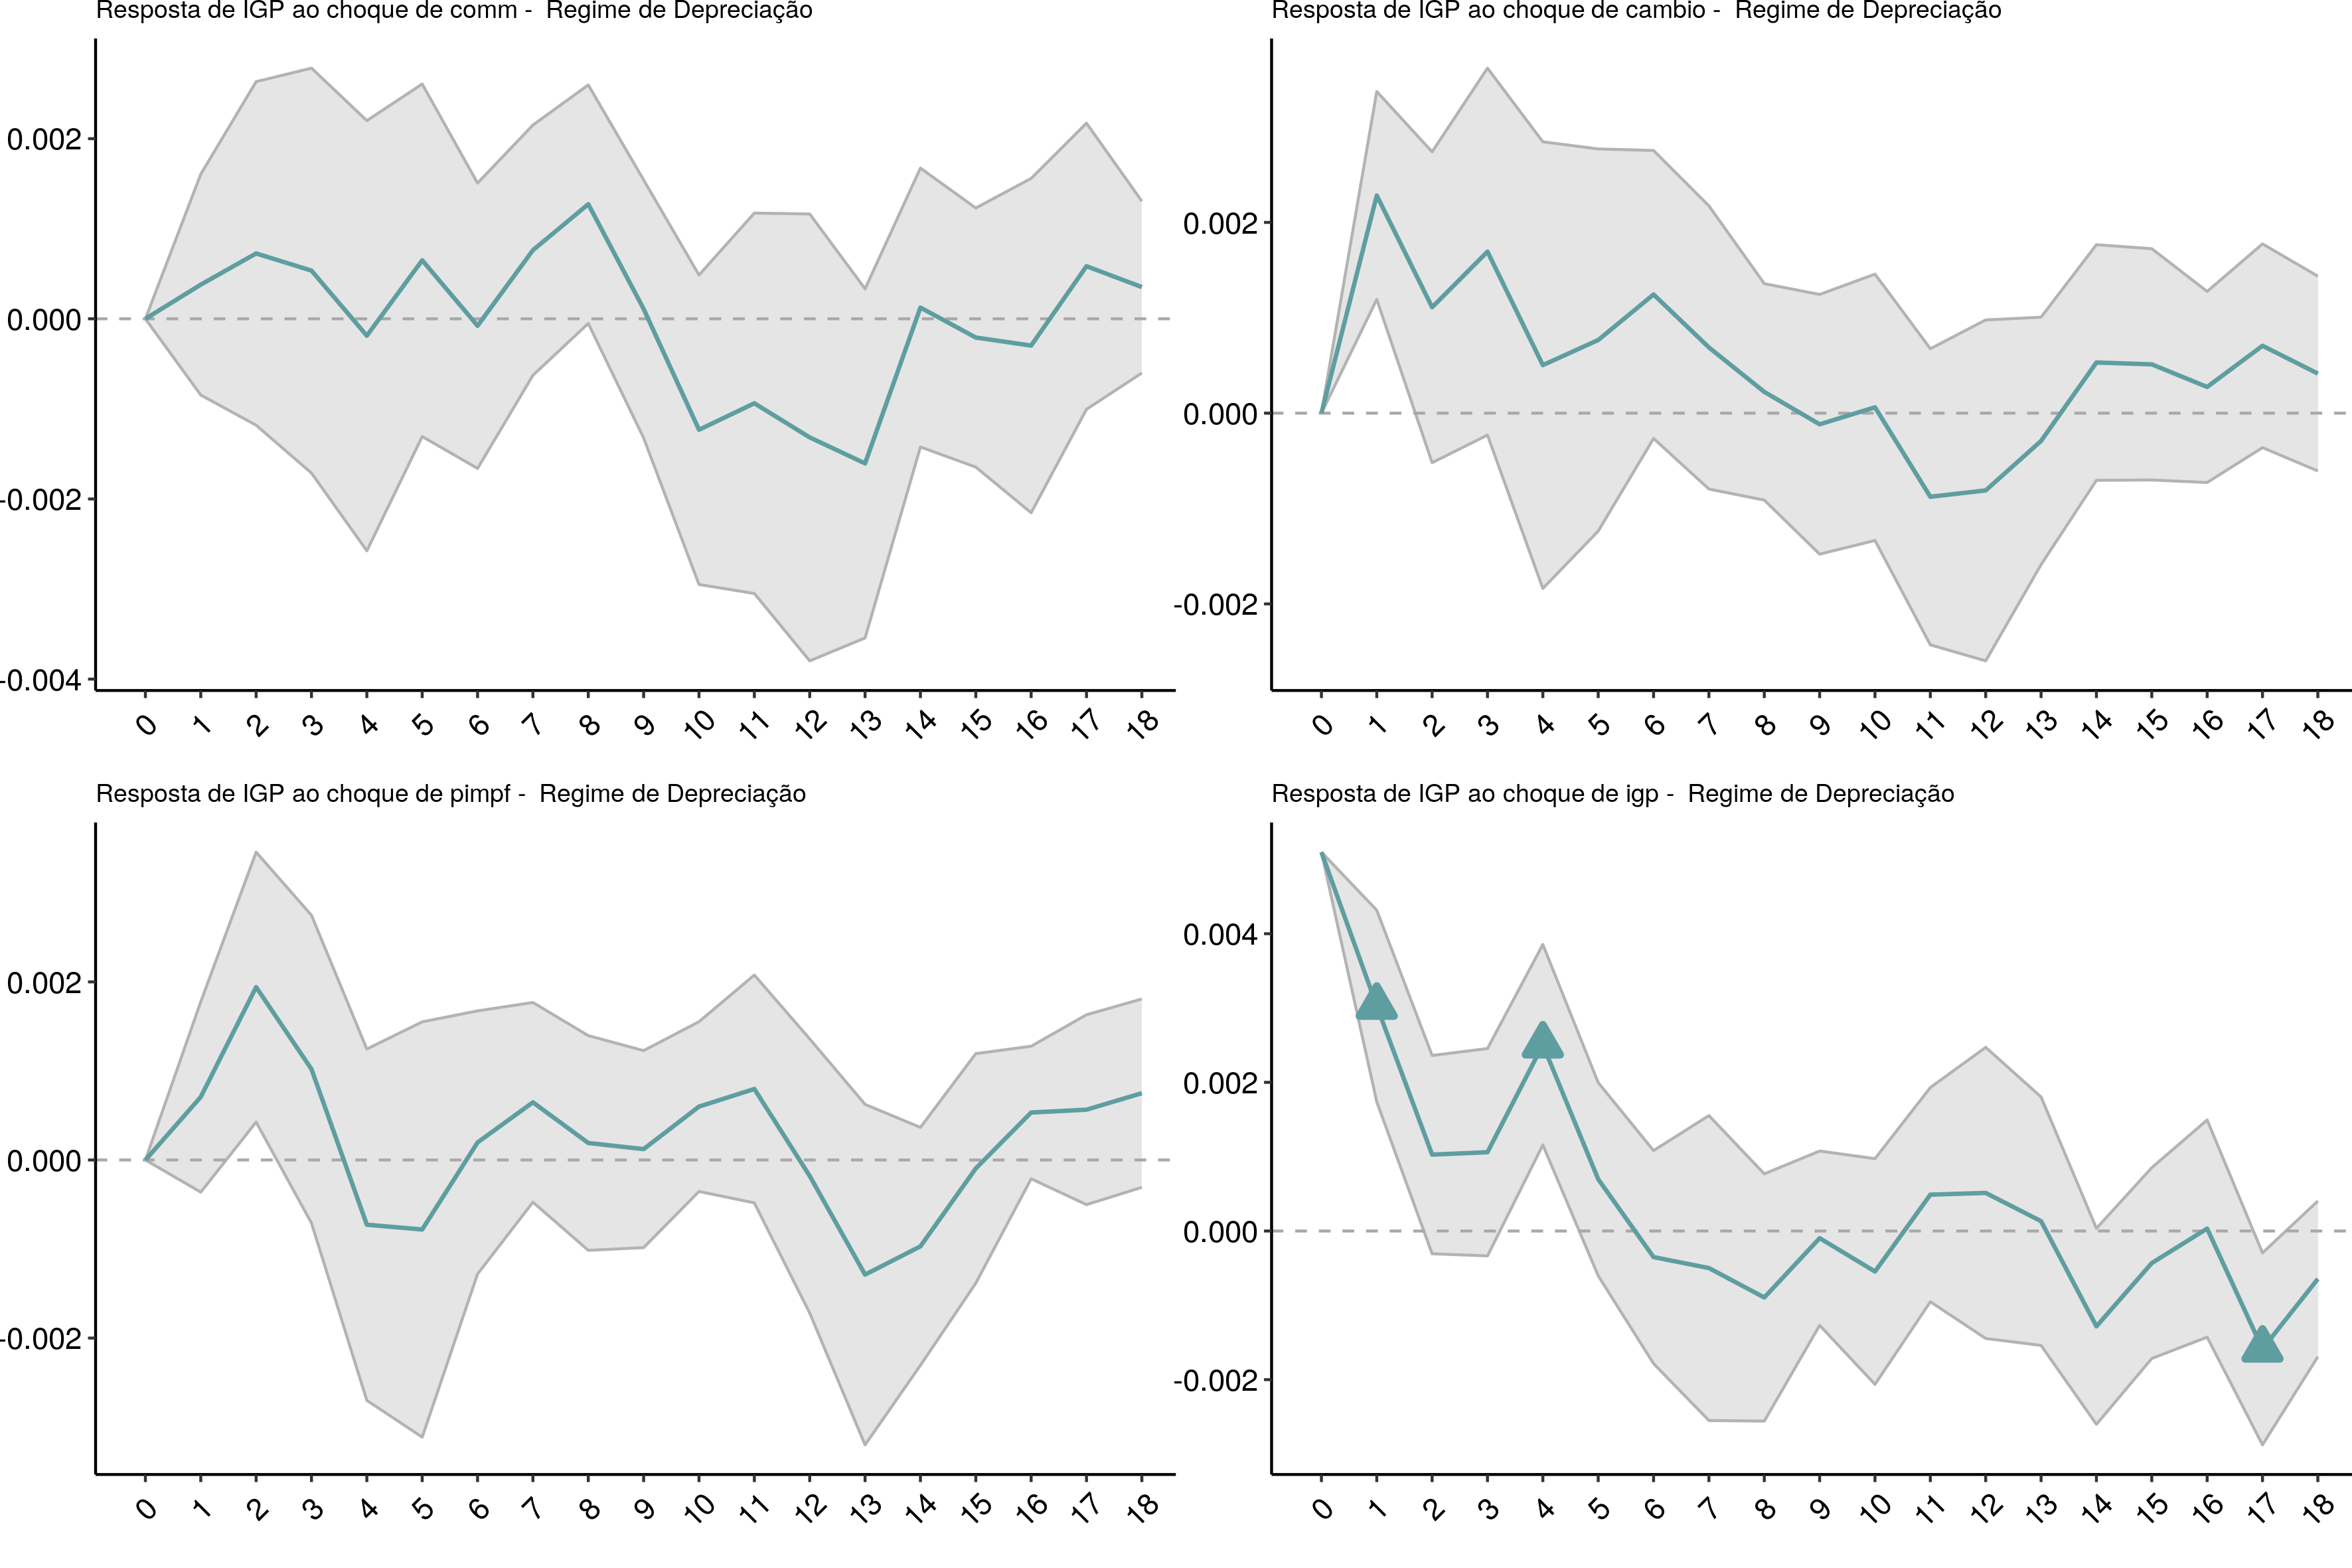 Resposta de IGP ao choque de comm - Regime de Depreciação
0.002
0.000
-0.002
-0.004
0 1 2 3 4 5 6 7 8 9 10 11 12 13 14 15 16 17 18
Resposta de IGP ao choque de cambio - Regime de Depreciação
0.002
0.000
-0.002
0 1 2 3 4 5 6 7 8 9 10 11 12 13 14 15 16 17 18
Resposta de IGP ao choque de pimpf - Regime de Depreciação
0.002
0.000
-0.002
0 1 2 3 4 5 6 7 8 9 10 11 12 13 14 15 16 17 18
Resposta de IGP ao choque de igp - Regime de Depreciação
0.004
0.002
0.000
-0.002
0 1 2 3 4 5 6 7 8 9 10 11 12 13 14 15 16 17 18